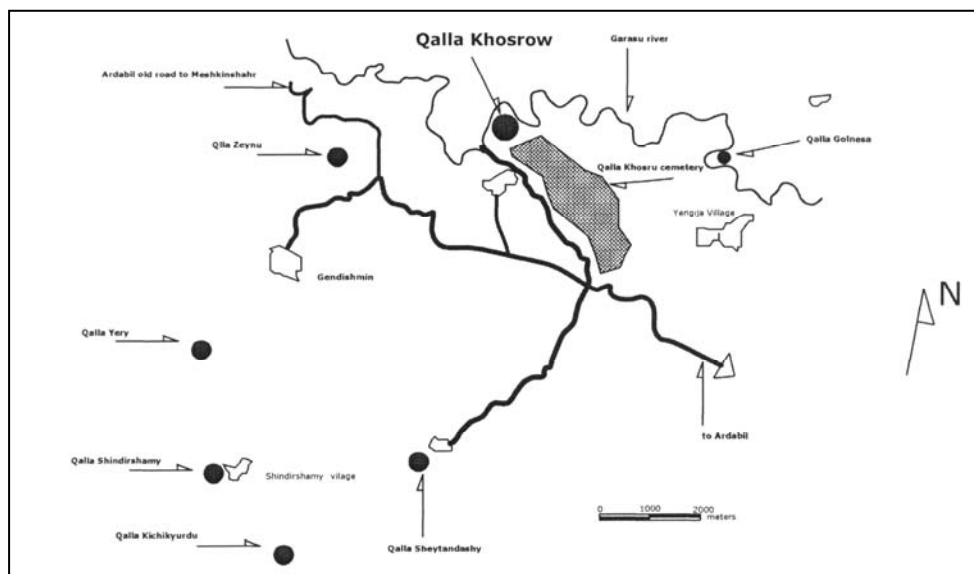 Qalla Khosrow
Garasu river
Ardabil old road to Meshkinshahr
Qlla Zeynu
Qalla Golnesa
Qalla Khosru cemetery
Yengija Village
Gendishmin
N
Qalla Yery
to Ardabil
Qalla Shindirshamy
Shindirshamy vilage
0 1000 2000
meters
Qalla Kichikyurdu
Qalla Sheytandashy